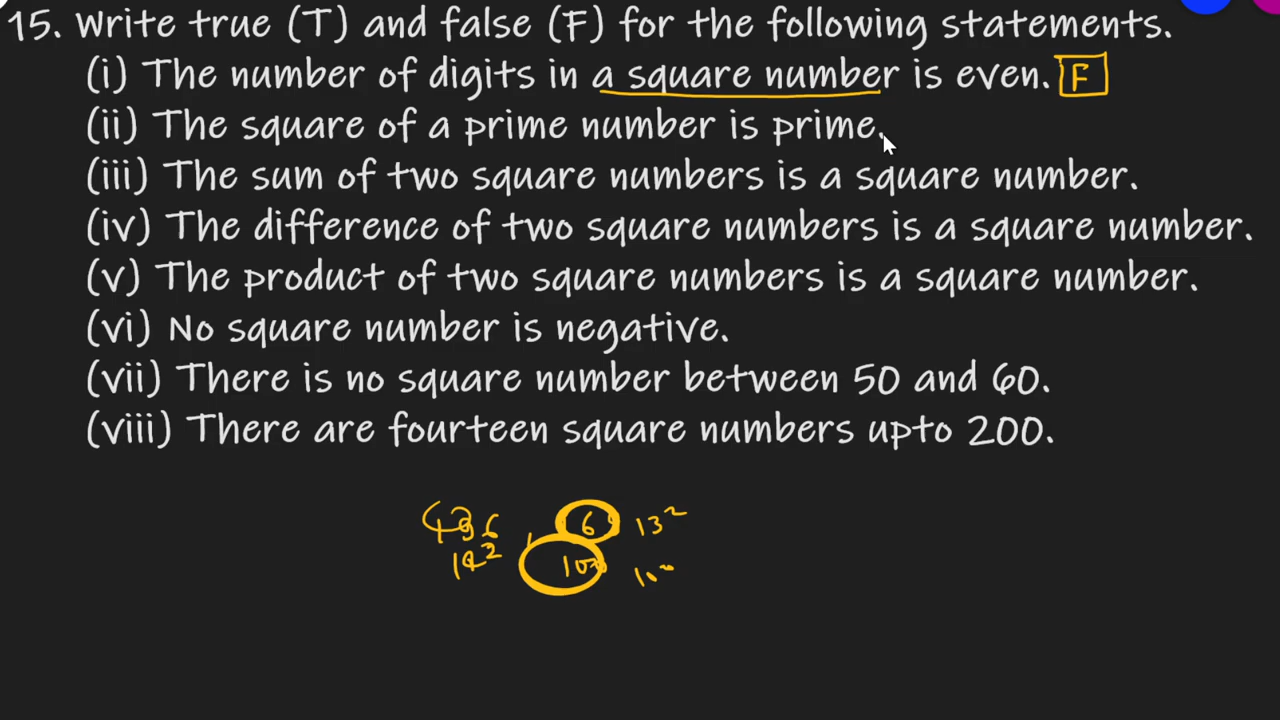 15. Write true (T) and false (F) for the following statements.
(i) The number of digits in a square number is even. F
(ii) The square of a prime number is prime.
(iii) The sum of two square numbers is a square number.
(iv) The difference of two square numbers is a square number.
(v) The product of two square numbers is a square number.
(vi) No square number is negative.
(vii) There is no square number between 50 and 60.
(viii) There are fourteen square numbers upto 200.
6 13²